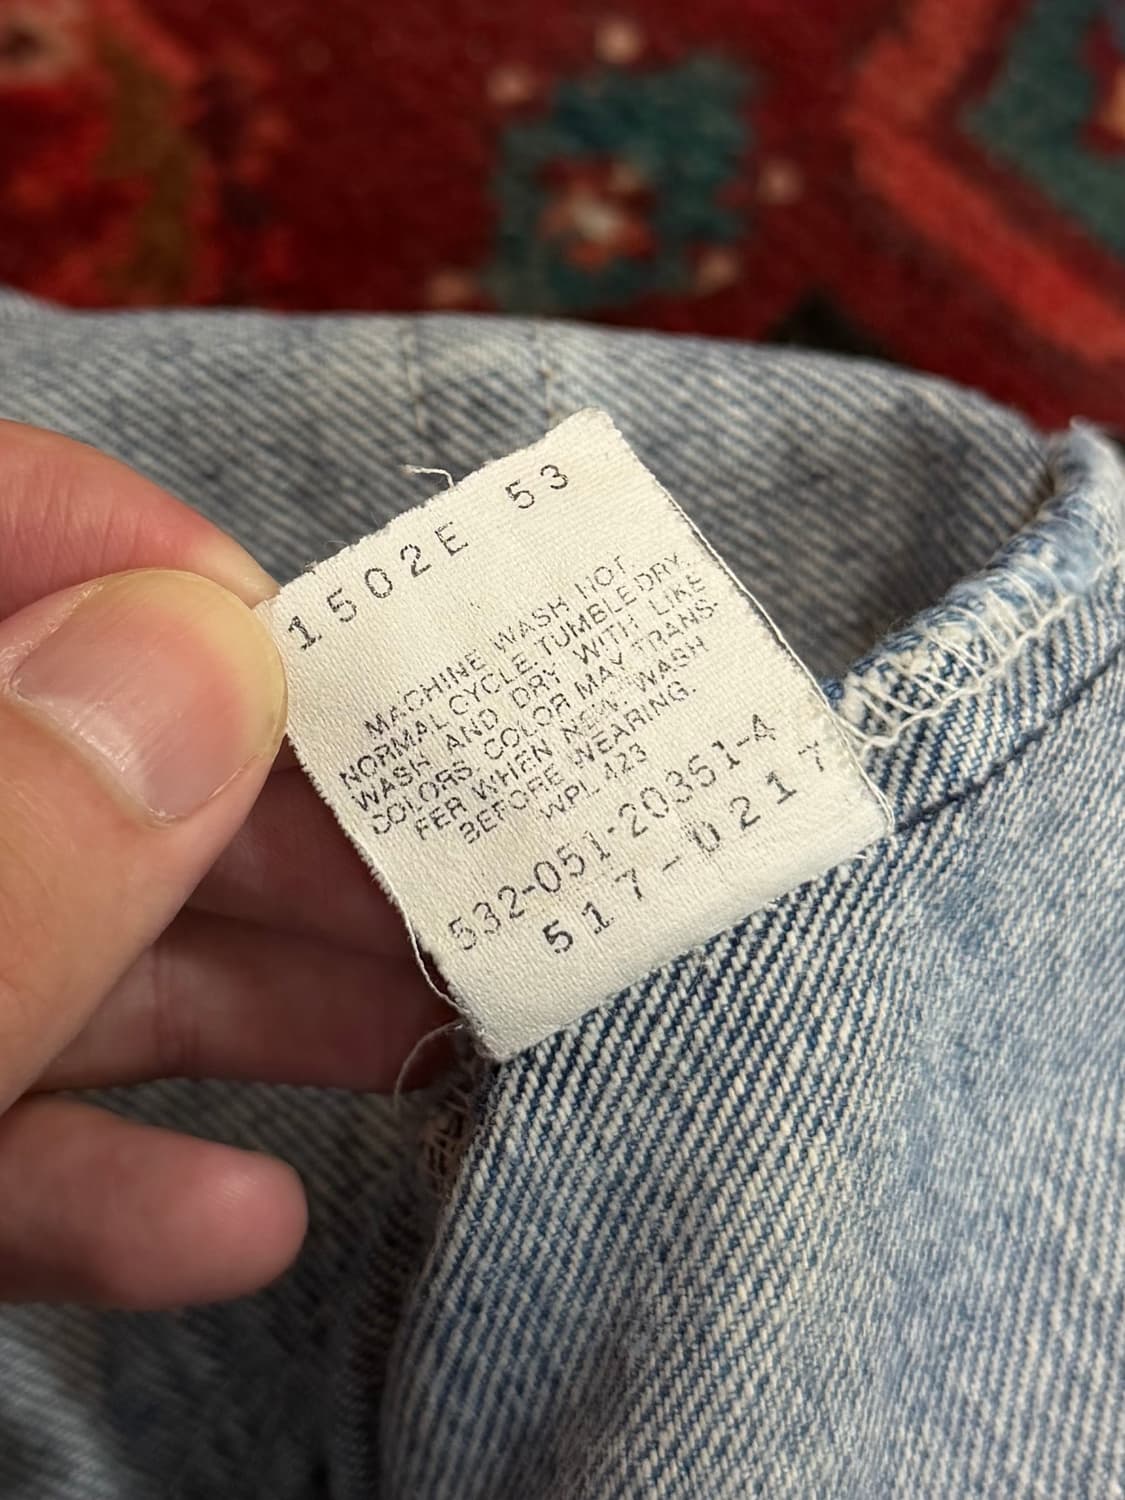 1502E 53
MACHINE WASH HOT
NORMAL CYCLE, TUMBLE DRY.
WASH AND DRY WITH LIKE
COLORS. COLOR MAY TRANS-
FER WHEN NEW. WASH
BEFORE WEARING.
WPL 423
532-051-20351-4
517-0217